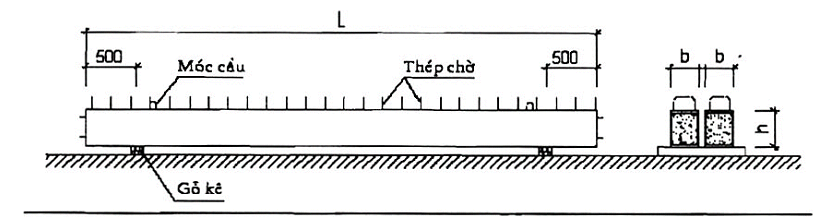 L
500
500
b
b
Móc cẩu
Thép chờ
h
Gỗ kê